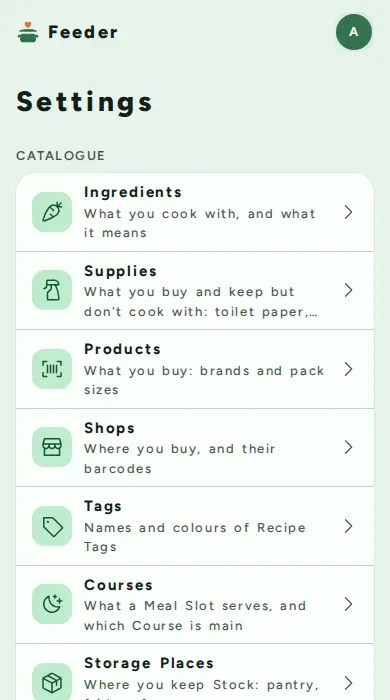 Feeder
A
Settings
CATALOGUE
Ingredients
What you cook with, and what
it means
Supplies
What you buy and keep but
don't cook with: toilet paper,…
Products
What you buy: brands and pack
sizes
Shops
Where you buy, and their
barcodes
Tags
Names and colours of Recipe
Tags
Courses
What a Meal Slot serves, and
which Course is main
Storage Places
Where you keep Stock: pantry,